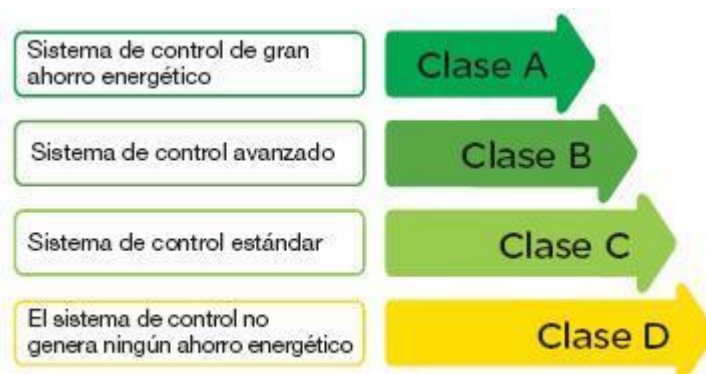 Sistema de control de gran
ahorro energético
Clase A
Sistema de control avanzado
Clase B
Sistema de control estándar
Clase C
El sistema de control no
genera ningún ahorro energético
Clase D